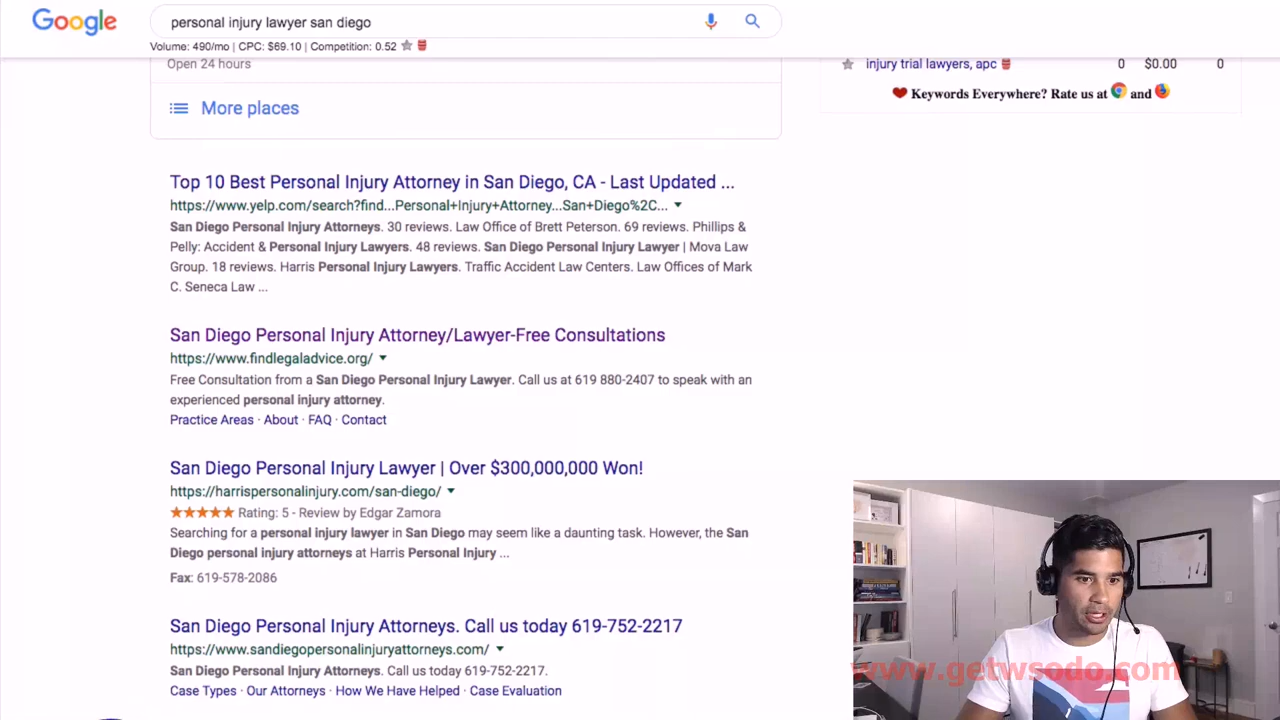 Google
personal injury lawyer san diego
Volume: 490/mo | CPC: $69.10 | Competition: 0.52
Open 24 hours
injury trial lawyers, apc 0 $0.00 0
More places
Keywords Everywhere? Rate us at and
Top 10 Best Personal Injury Attorney in San Diego, CA - Last Updated ...
https://www.yelp.com/search?find...Personal+Injury+Attorney...San+Diego%2C...
San Diego Personal Injury Attorneys. 30 reviews. Law Office of Brett Peterson. 69 reviews. Phillips &
Pelly: Accident & Personal Injury Lawyers. 48 reviews. San Diego Personal Injury Lawyer | Mova Law
Group. 18 reviews. Harris Personal Injury Lawyers. Traffic Accident Law Centers. Law Offices of Mark
C. Seneca Law ...
San Diego Personal Injury Attorney/Lawyer-Free Consultations
https://www.findlegaladvice.org/
Free Consultation from a San Diego Personal Injury Lawyer. Call us at 619 880-2407 to speak with an
experienced personal injury attorney.
Practice Areas · About · FAQ · Contact
San Diego Personal Injury Lawyer | Over $300,000,000 Won!
https://harrispersonalinjury.com/san-diego/
Rating: 5 - Review by Edgar Zamora
Searching for a personal injury lawyer in San Diego may seem like a daunting task. However, the San
Diego personal injury attorneys at Harris Personal Injury ...
Fax: 619-578-2086
San Diego Personal Injury Attorneys. Call us today 619-752-2217
https://www.sandiegopersonalinjuryattorneys.com/
San Diego Personal Injury Attorneys. Call us today 619-752-2217.
Case Types · Our Attorneys · How We Have Helped · Case Evaluation
www.getwsodo.com